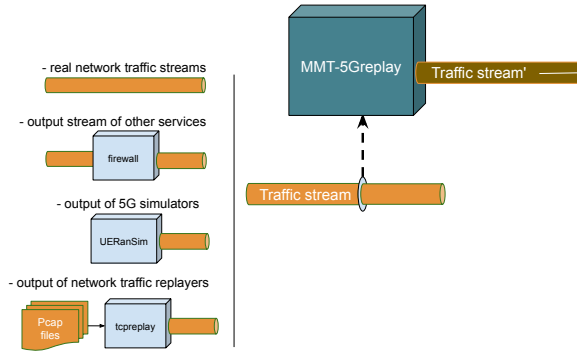 - real network traffic streams
- output stream of other services
firewall
- output of 5G simulators
UERanSim
- output of network traffic replayers
Pcap
files
tcpreplay
MMT-5Greplay
Traffic stream'
Traffic stream